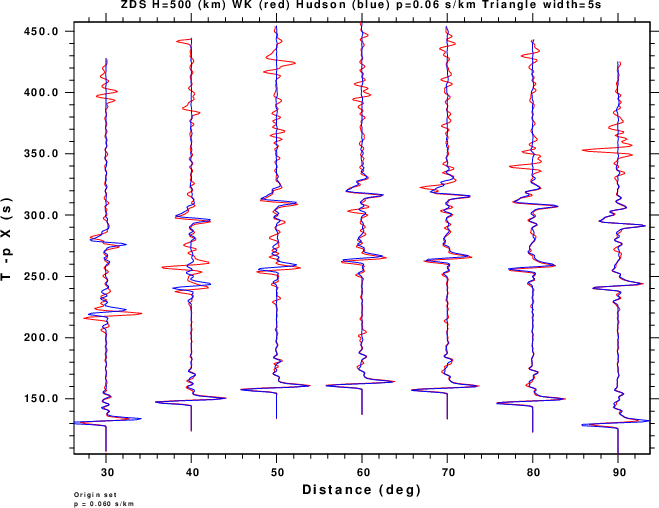 ZDS H=500 (km) WK (red) Hudson (blue) p=0.06 s/km Triangle width=5s
450.0
400.0
350.0
300.0
250.0
200.0
150.0
T -p X (s)
30 40 50 60 70 80 90
Distance (deg)
Origin set
p = 0.060 s/km